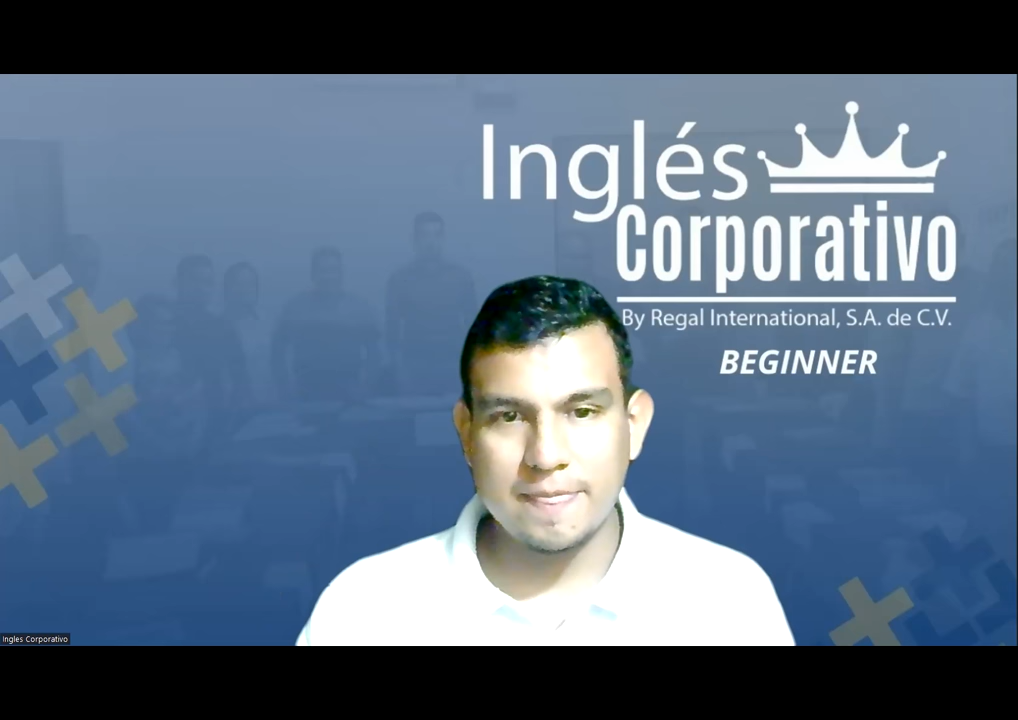 Inglés
Corporativo
By Regal International, S.A. de C.V.
BEGINNER
Ingles Corporativo